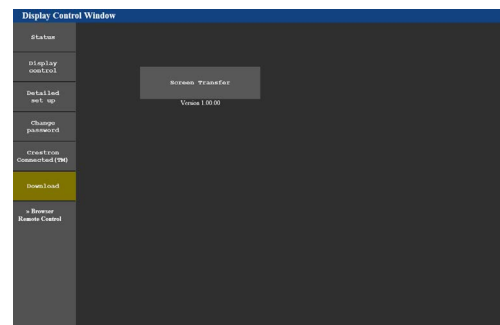 Display Control Window
Status
Display
control
Detailed
set up
Change
password
Crestron
Connected(TM)
Download
» Browser
Remote Control
Screen Transfer
Version 1.00.00